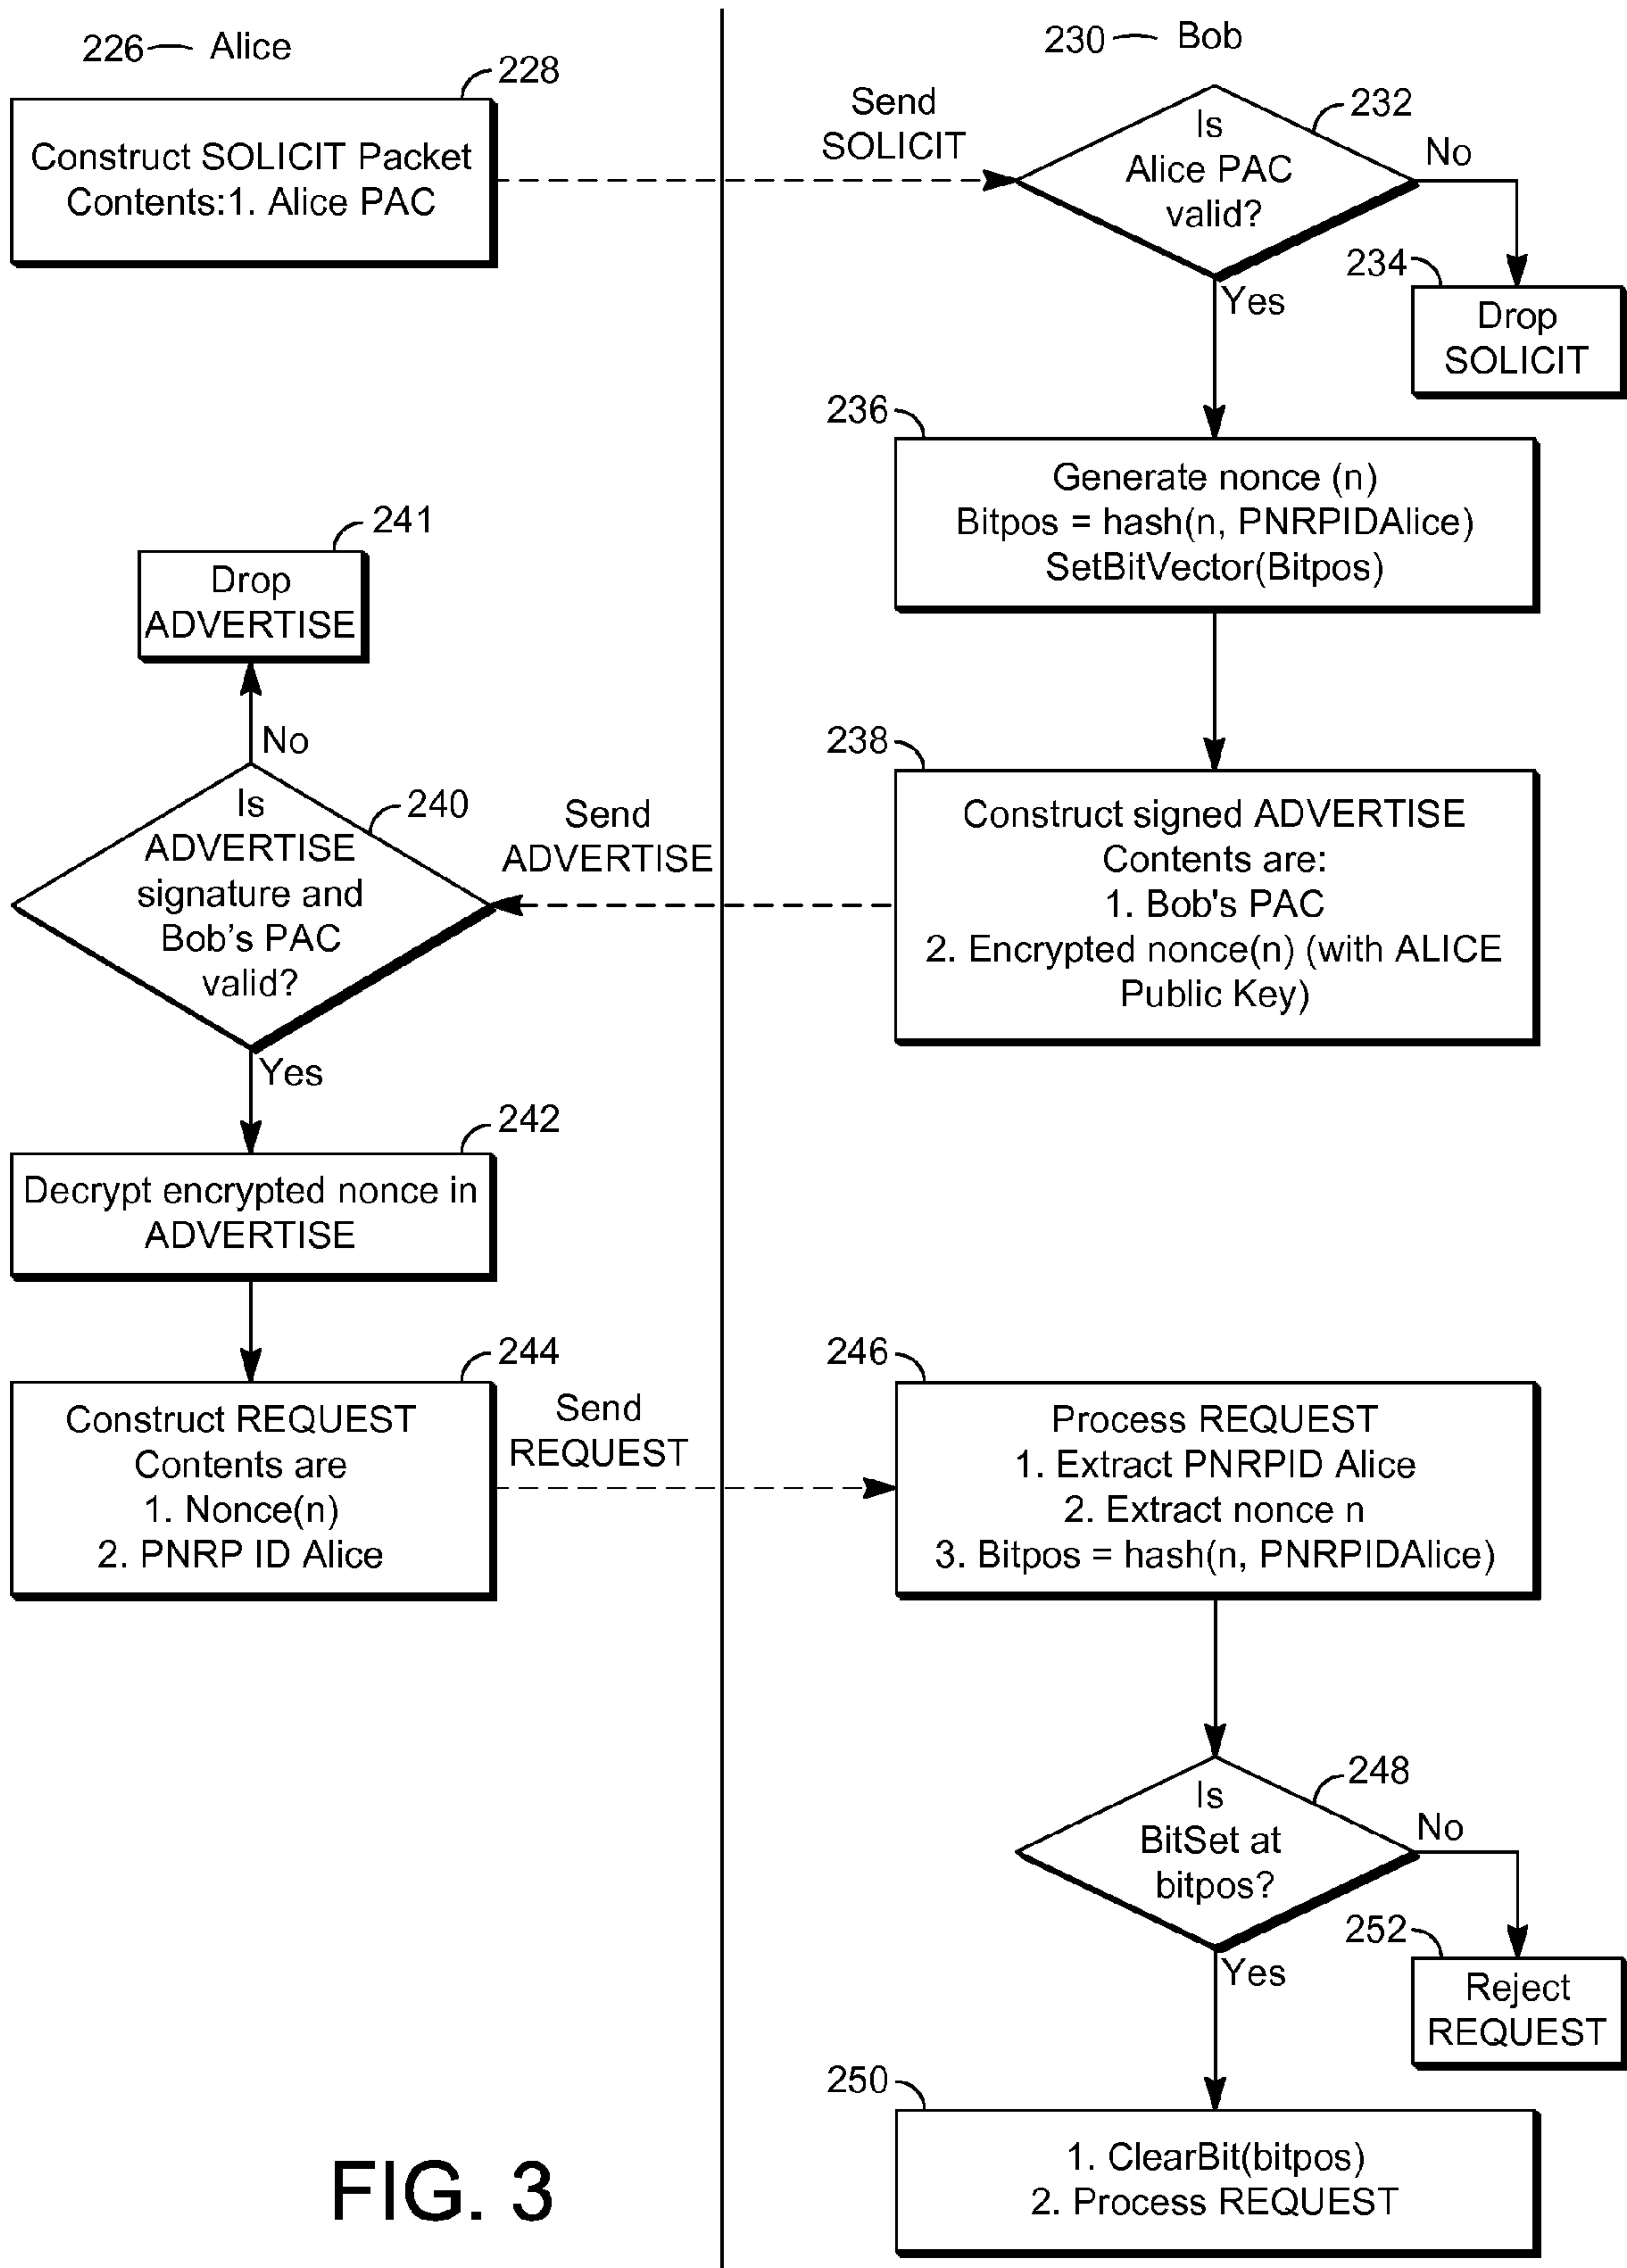 226 — Alice
228
Construct SOLICIT Packet
Contents:1. Alice PAC
Send
SOLICIT
230 — Bob
232
Is
Alice PAC
valid?
No
Yes
234
Drop
SOLICIT
236
Generate nonce (n)
Bitpos = hash(n, PNRPIDAlice)
SetBitVector(Bitpos)
238
Construct signed ADVERTISE
Contents are:
1. Bob's PAC
2. Encrypted nonce(n) (with ALICE
Public Key)
Send
ADVERTISE
241
Drop
ADVERTISE
No
240
Is
ADVERTISE
signature and
Bob's PAC
valid?
Yes
242
Decrypt encrypted nonce in
ADVERTISE
244
Construct REQUEST
Contents are
1. Nonce(n)
2. PNRP ID Alice
Send
REQUEST
246
Process REQUEST
1. Extract PNRPID Alice
2. Extract nonce n
3. Bitpos = hash(n, PNRPIDAlice)
248
Is
BitSet at
bitpos?
No
Yes
252
Reject
REQUEST
250
1. ClearBit(bitpos)
2. Process REQUEST
FIG. 3